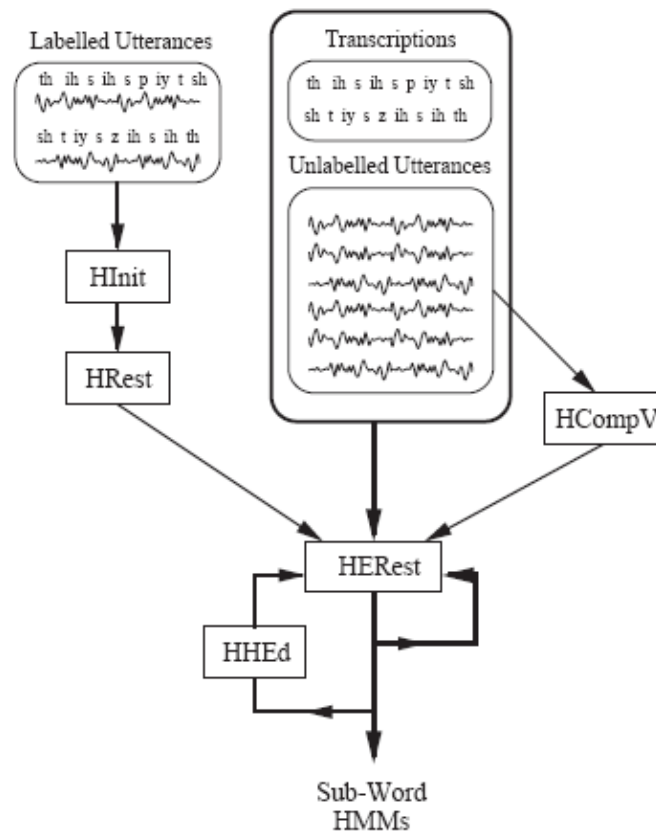 Labelled Utterances
th ih s ih s p iy t sh
sh t iy s z ih s ih th
HInit
HRest
Transcriptions
th ih s ih s p iy t sh
sh t iy s z ih s ih th
Unlabelled Utterances
HCompV
HERest
HHEd
Sub-Word
HMMs